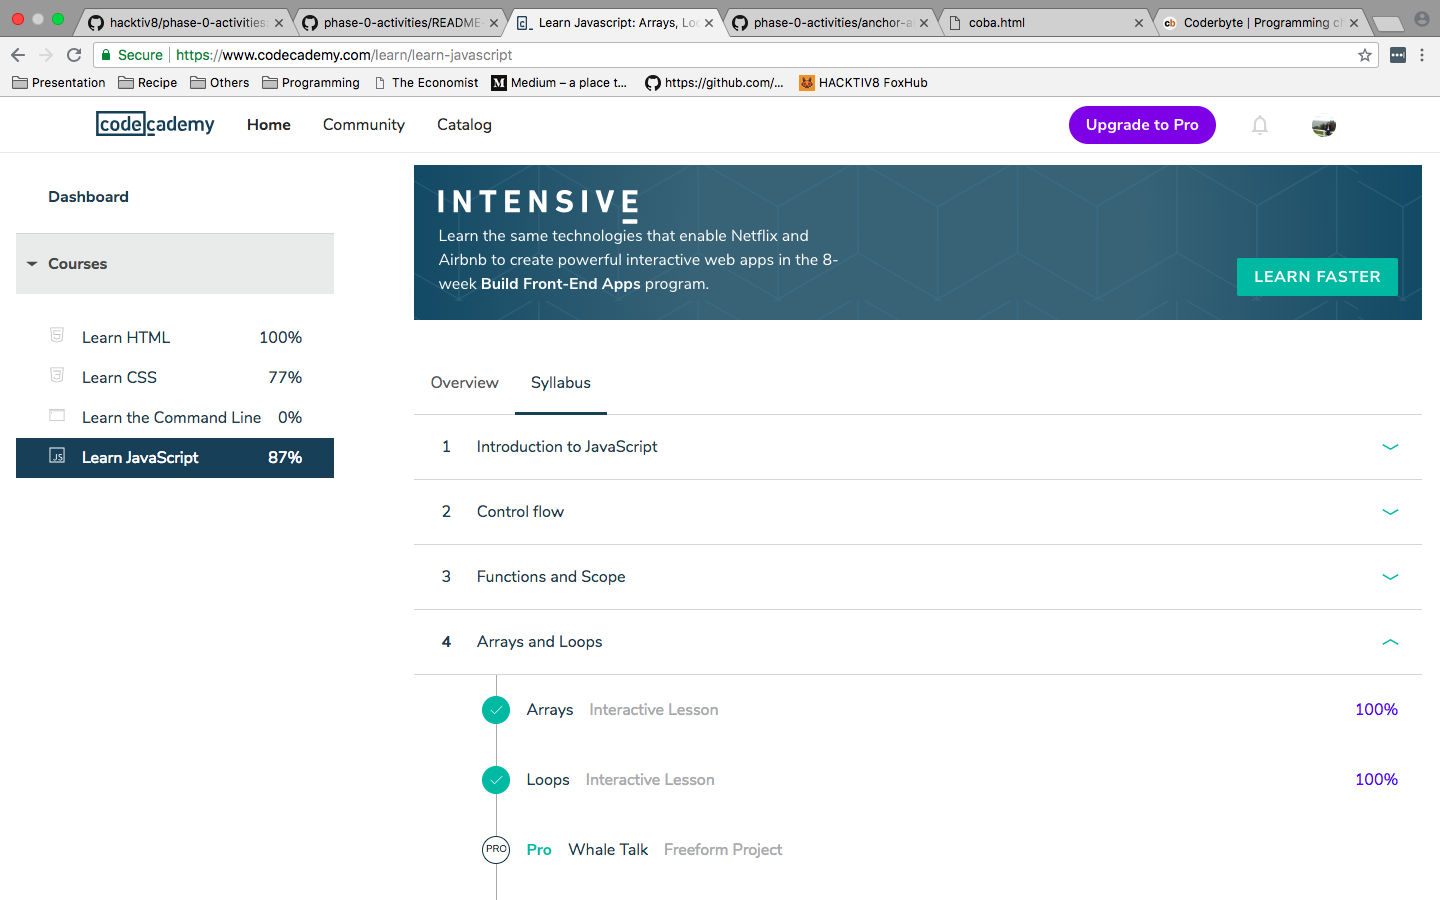 hacktiv8/phase-0-activities
phase-0-activities/README
Learn Javascript: Arrays, Lo
phase-0-activities/anchor-a
coba.html
Coderbyte | Programming c
Secure
https://www.codecademy.com/learn/learn-javascript
Presentation
Recipe
Others
Programming
The Economist
Medium – a place t...
https://github.com/...
HACKTIV8 FoxHub
codecademy
Home
Community
Catalog
Upgrade to Pro
Dashboard
Courses
Learn HTML 100%
Learn CSS 77%
Learn the Command Line 0%
JS Learn JavaScript 87%
INTENSIVE
Learn the same technologies that enable Netflix and
Airbnb to create powerful interactive web apps in the 8-
week Build Front-End Apps program.
LEARN FASTER
Overview
Syllabus
1 Introduction to JavaScript
2 Control flow
3 Functions and Scope
4 Arrays and Loops
Arrays Interactive Lesson 100%
Loops Interactive Lesson 100%
PRO Pro Whale Talk Freeform Project